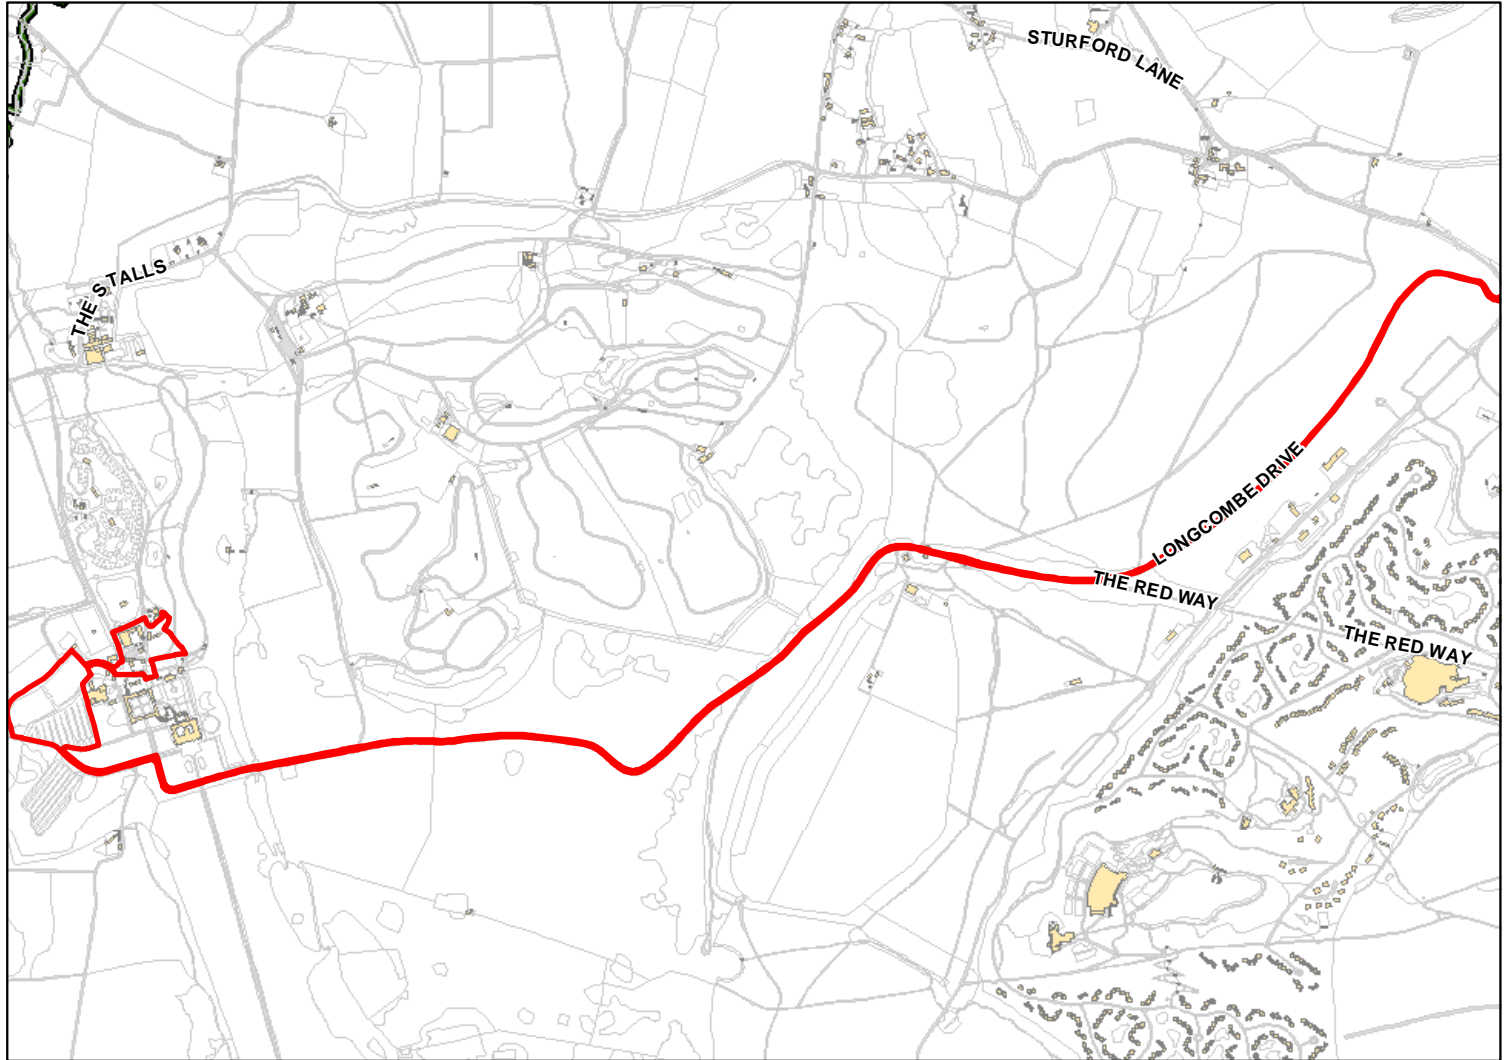 STURFORD LANE
THE STALLS
LONGCOMBE DRIVE
THE RED WAY
THE RED WAY